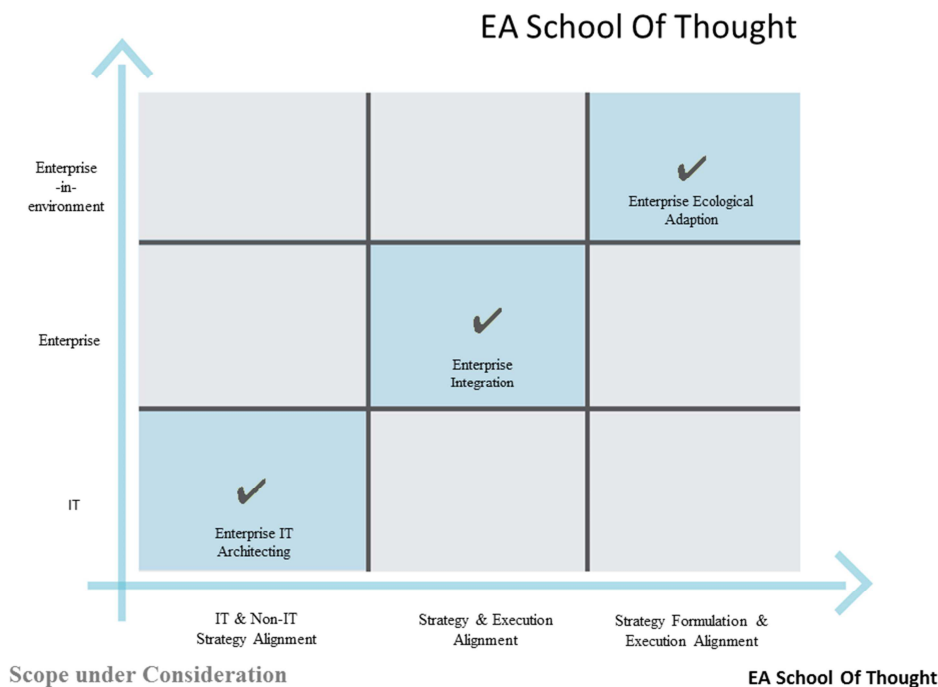 EA School Of Thought
Enterprise
-in-
environment
Enterprise Ecological
Adaption
Enterprise
Enterprise
Integration
IT
Enterprise IT
Architecting
IT & Non-IT
Strategy Alignment
Strategy & Execution
Alignment
Strategy Formulation &
Execution Alignment
Scope under Consideration
EA School Of Thought